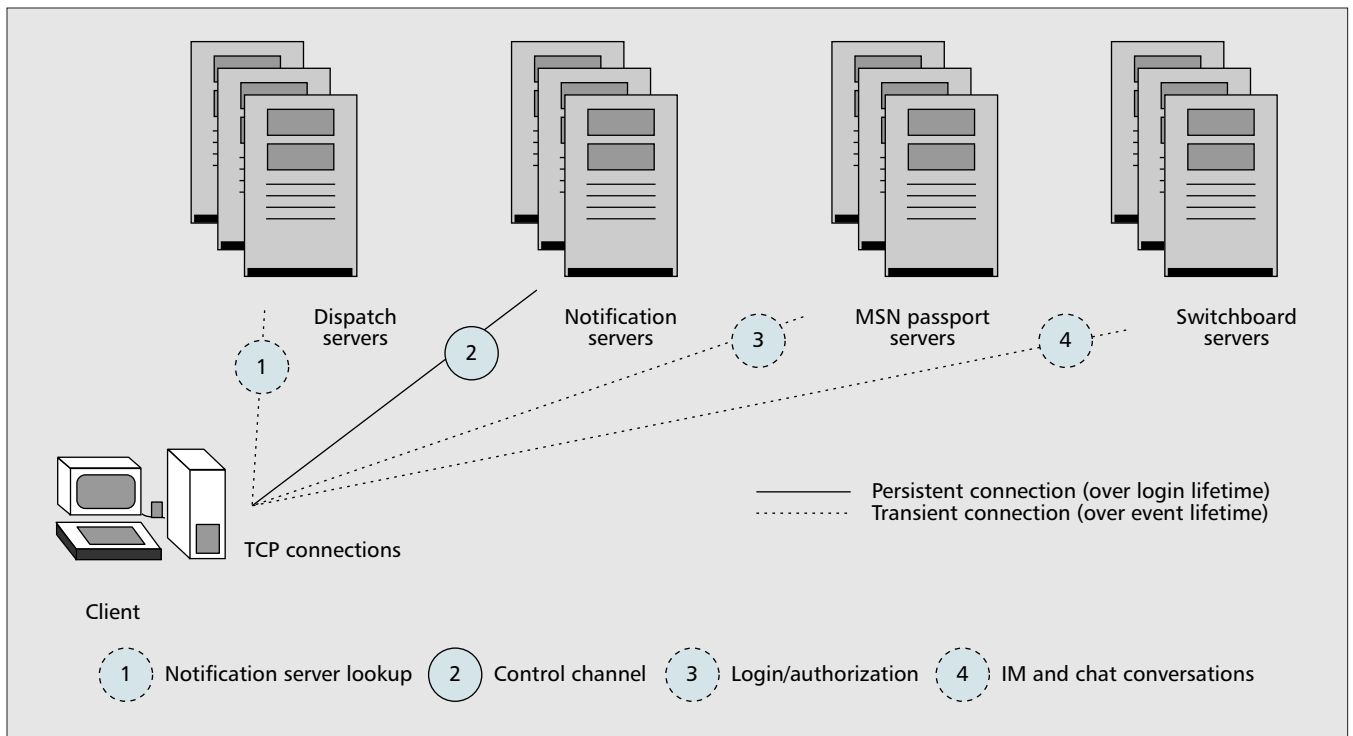 Dispatch
servers
Notification
servers
MSN passport
servers
Switchboard
servers
1
2
3
4
Persistent connection (over login lifetime)
Transient connection (over event lifetime)
TCP connections
Client
1 Notification server lookup 2 Control channel 3 Login/authorization 4 IM and chat conversations